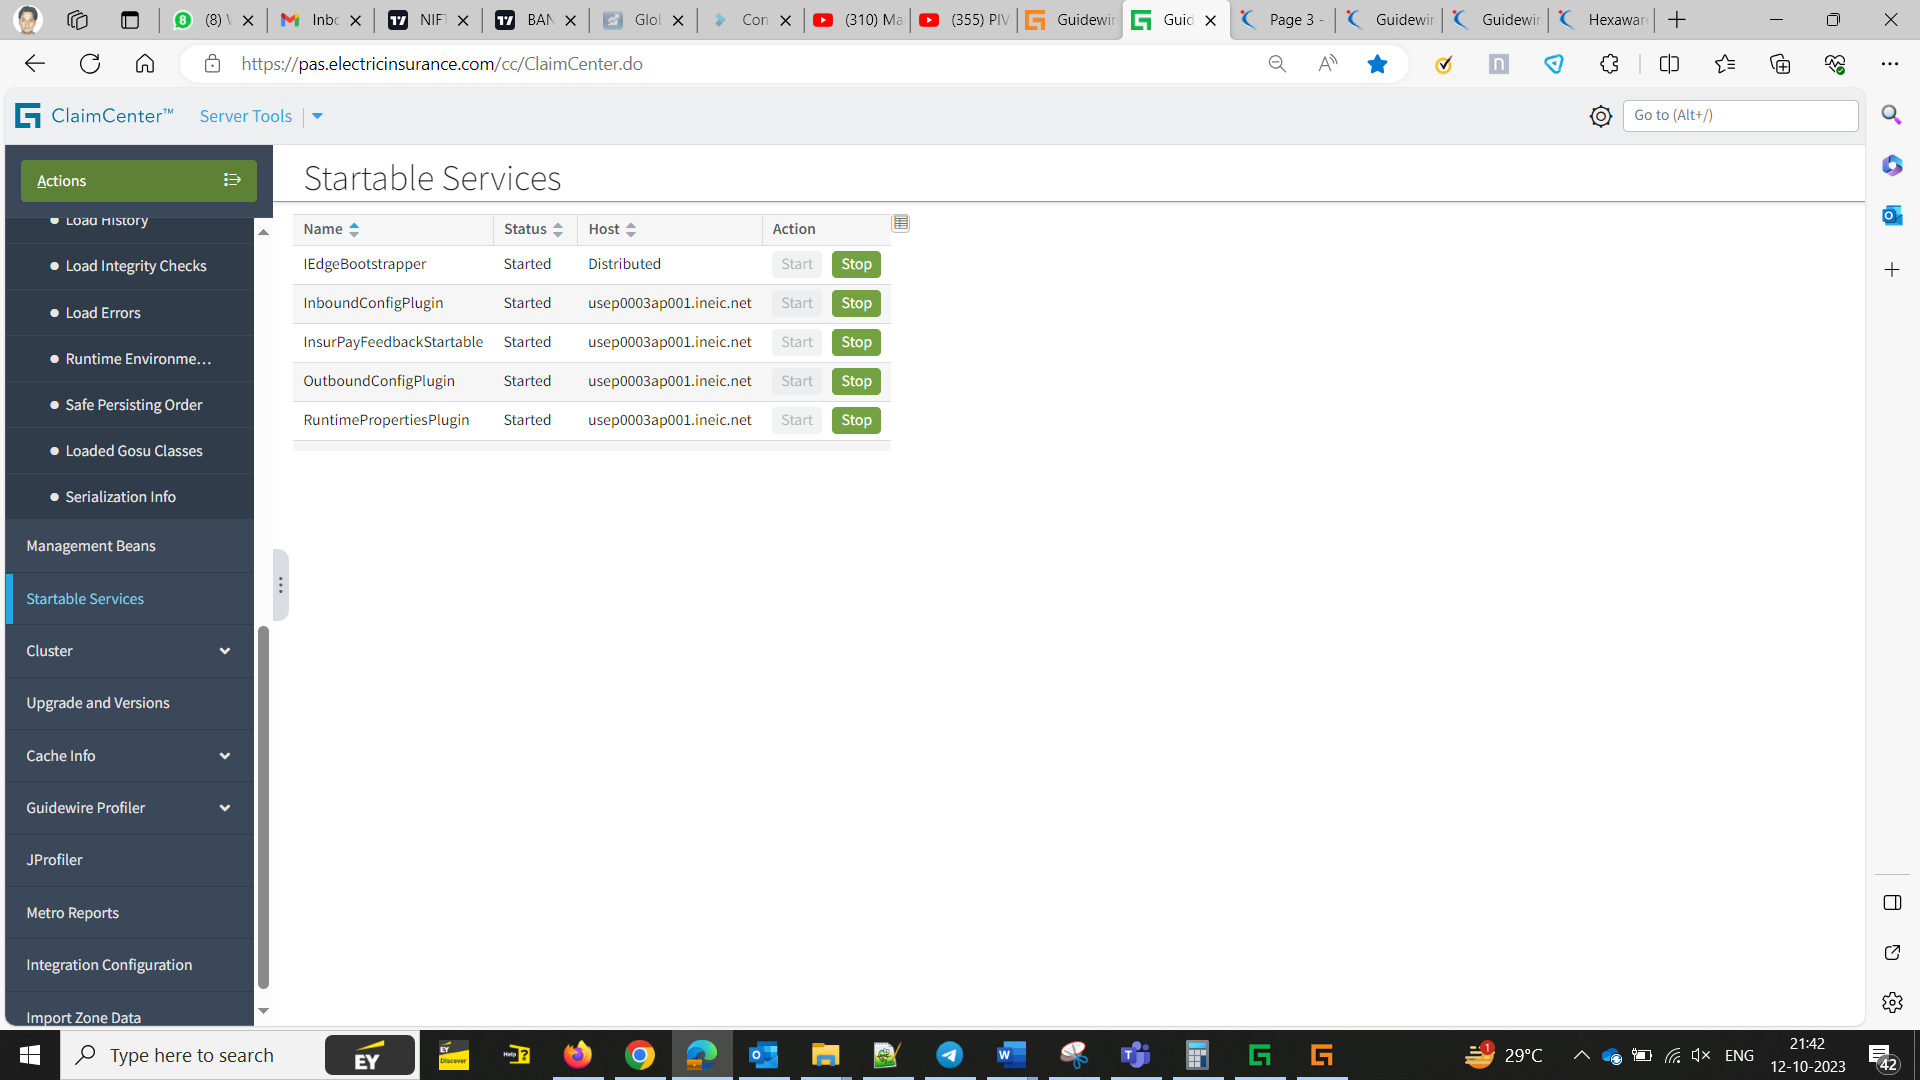 (8) W
Inbo
NIFT
BAN
Glob
Con
(310) Ma
(355) PIV
Guidewir
Guid
Page 3 -
Guidewir
Guidewir
Hexawar
https://pas.electricinsurance.com/cc/ClaimCenter.do
ClaimCenter™
Server Tools
Go to (Alt+/)
Actions
Startable Services
Load History
Load Integrity Checks
Load Errors
Runtime Environme...
Safe Persisting Order
Loaded Gosu Classes
Serialization Info
Management Beans
Startable Services
Cluster
Upgrade and Versions
Cache Info
Guidewire Profiler
JProfiler
Metro Reports
Integration Configuration
Import Zone Data
Name Status Host Action
IEdgeBootstrapper Started Distributed Start Stop
InboundConfigPlugin Started usep0003ap001.ineic.net Start Stop
InsurPayFeedbackStartable Started usep0003ap001.ineic.net Start Stop
OutboundConfigPlugin Started usep0003ap001.ineic.net Start Stop
RuntimePropertiesPlugin Started usep0003ap001.ineic.net Start Stop
Type here to search
EY
EY Discover
Help ?
1
29°C
ENG
21:42
12-10-2023
42